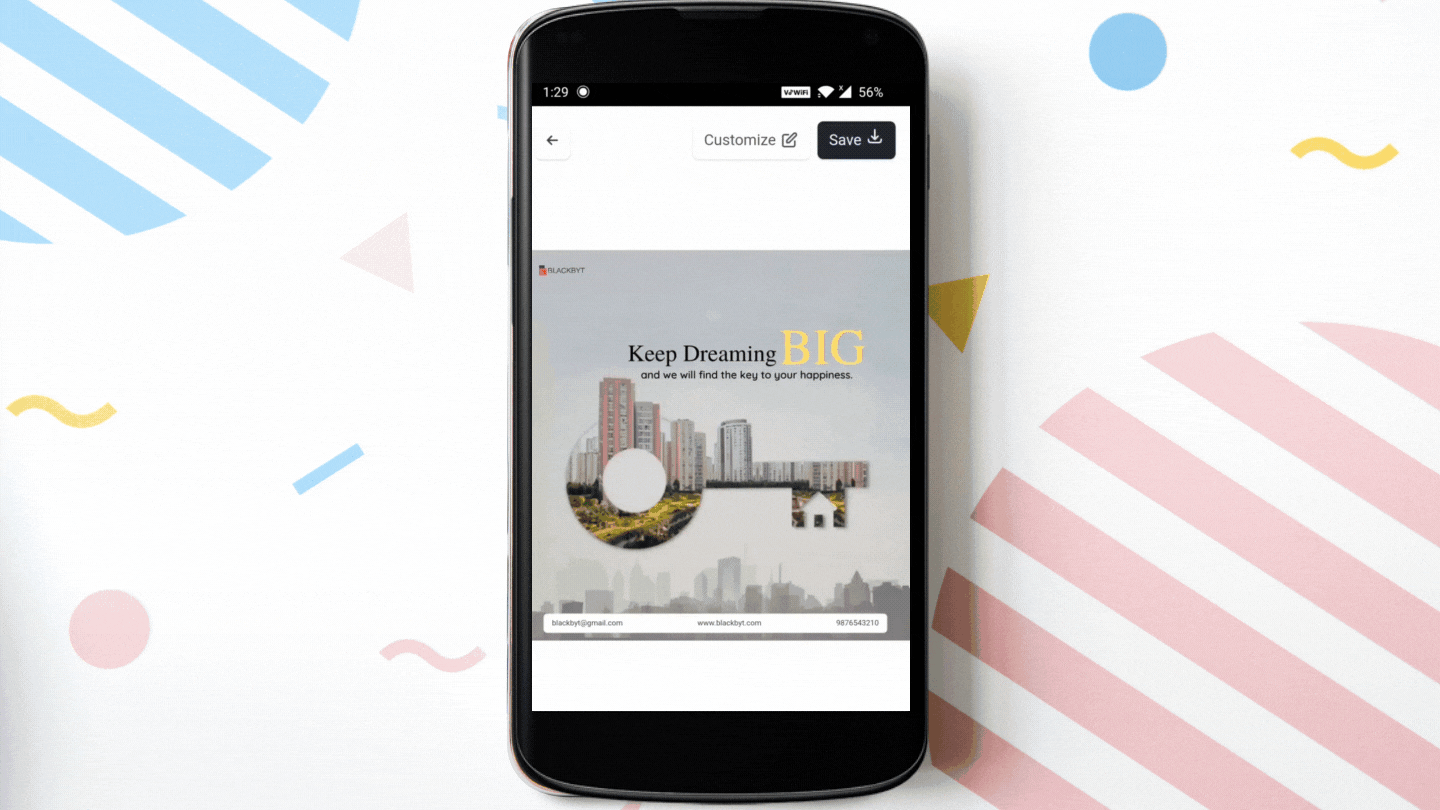 1:29 VoWiFi x 56%
Customize Save
BLACKBYT
Keep Dreaming BIG
and we will find the key to your happiness.
blackbyt@gmail.com www.blackbyt.com 9876543210